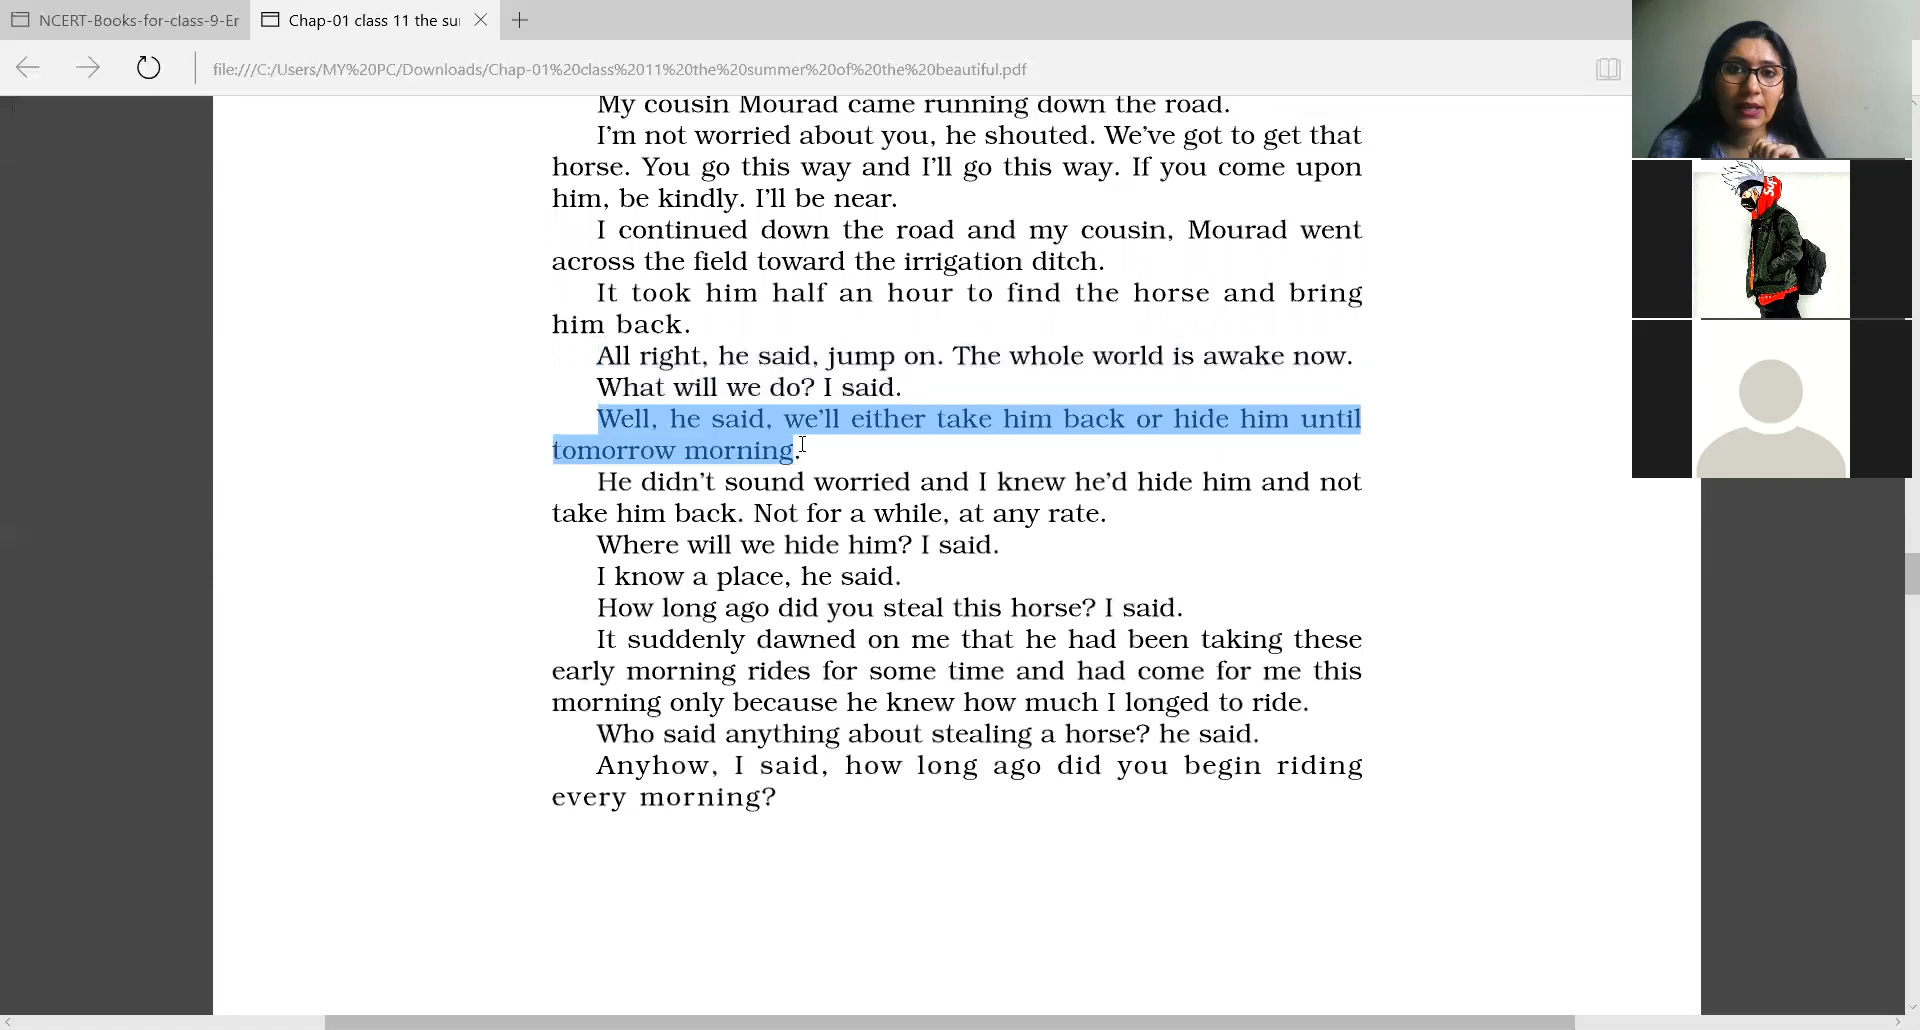 NCERT-Books-for-class-9-Er
Chap-01 class 11 the su
file:///C:/Users/MY%20PC/Downloads/Chap-01%20class%2011%20the%20summer%20of%20the%20beautiful.pdf
My cousin Mourad came running down the road.
I'm not worried about you, he shouted. We've got to get that
horse. You go this way and I'll go this way. If you come upon
him, be kindly. I'll be near.
I continued down the road and my cousin, Mourad went
across the field toward the irrigation ditch.
It took him half an hour to find the horse and bring
him back.
All right, he said, jump on. The whole world is awake now.
What will we do? I said.
Well, he said, we'll either take him back or hide him until
tomorrow morning.
He didn't sound worried and I knew he'd hide him and not
take him back. Not for a while, at any rate.
Where will we hide him? I said.
I know a place, he said.
How long ago did you steal this horse? I said.
It suddenly dawned on me that he had been taking these
early morning rides for some time and had come for me this
morning only because he knew how much I longed to ride.
Who said anything about stealing a horse? he said.
Anyhow, I said, how long ago did you begin riding
every morning?